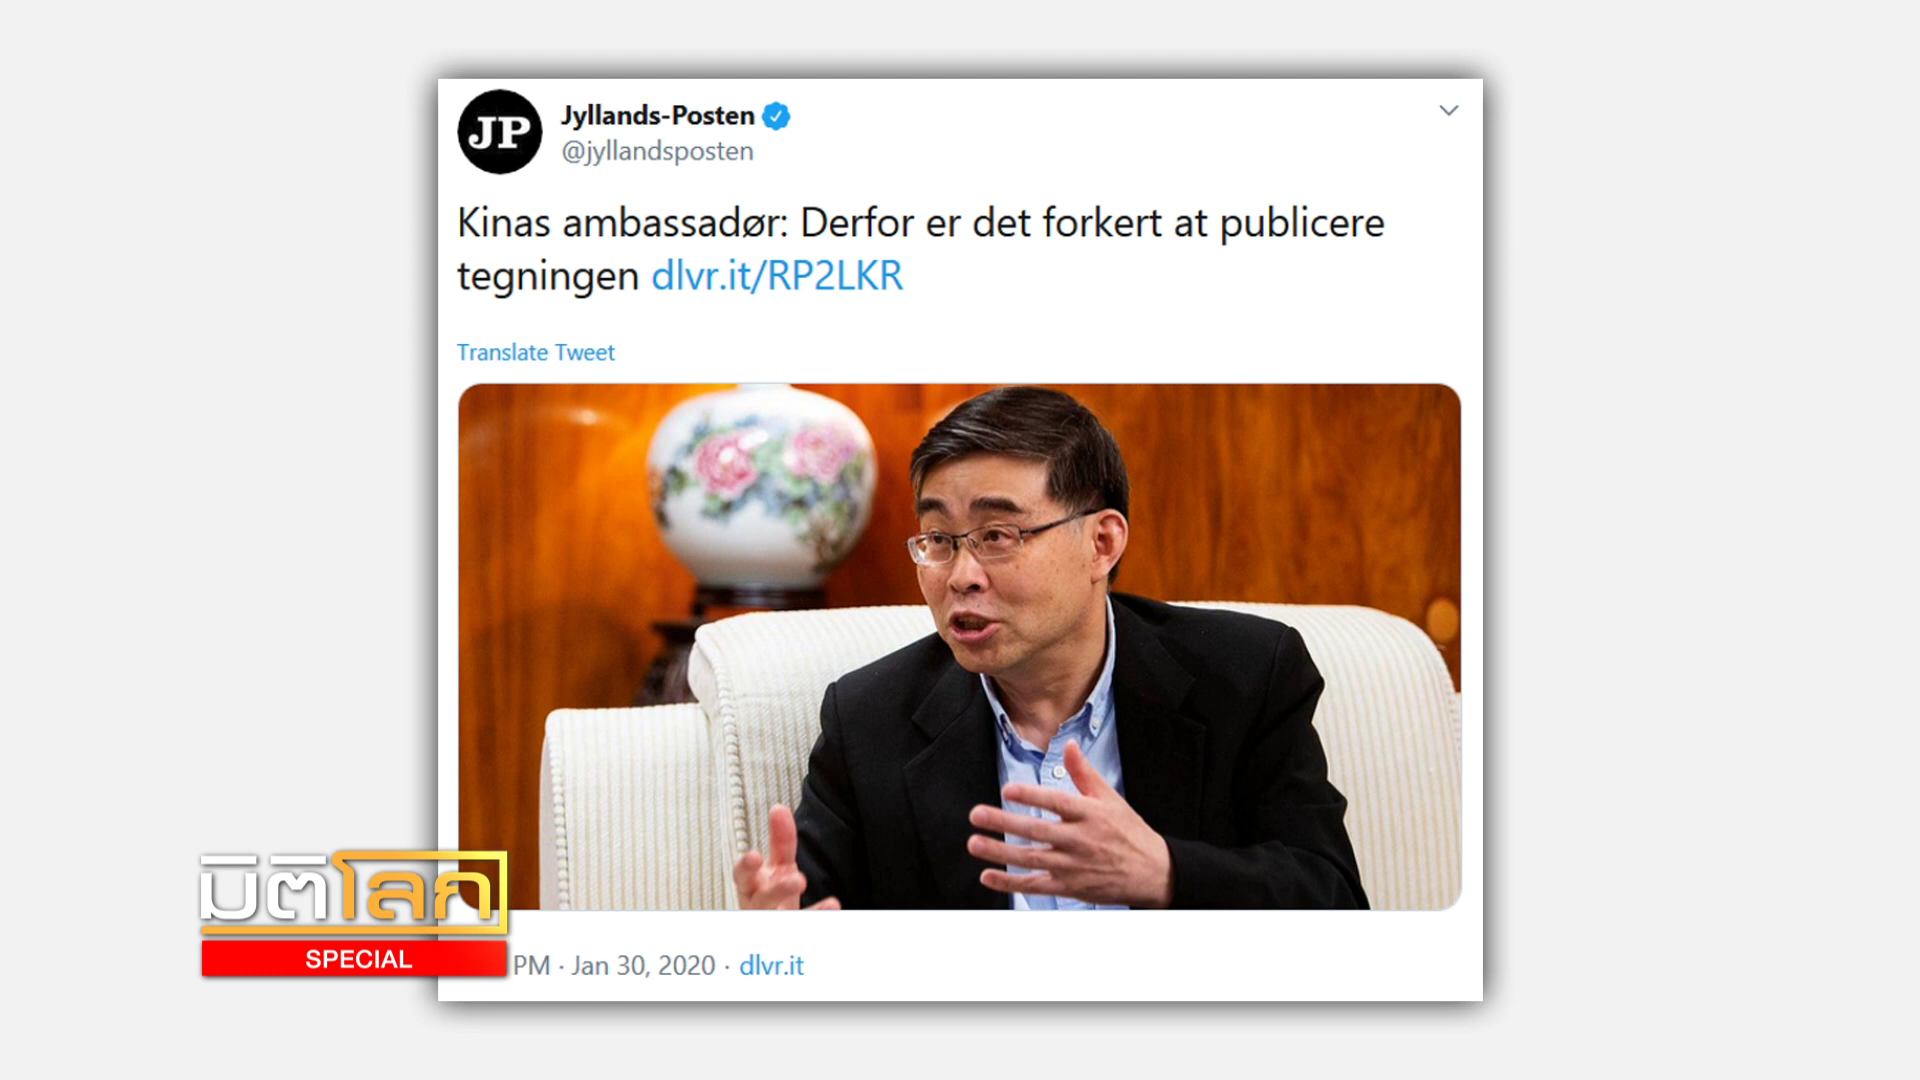 JP
Jyllands-Posten
@jyllandsposten
Kinas ambassadør: Derfor er det forkert at publicere
tegningen dlvr.it/RP2LKR
Translate Tweet
มิติโลก
SPECIAL
PM · Jan 30, 2020 · dlvr.it